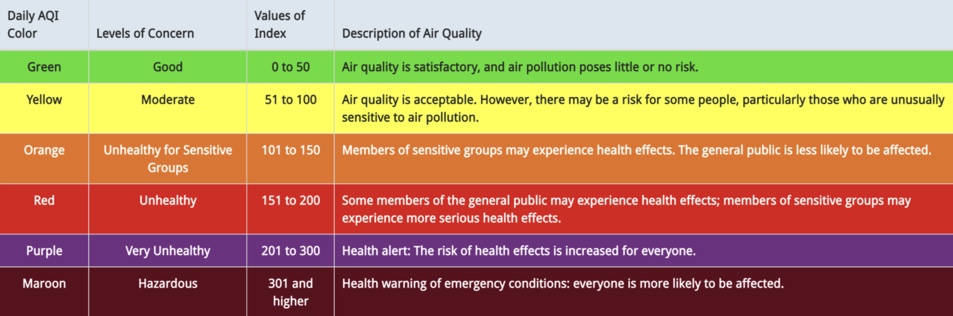 Daily AQI
Color
Levels of Concern
Values of
Index
Description of Air Quality
Green
Good
0 to 50
Air quality is satisfactory, and air pollution poses little or no risk.
Yellow
Moderate
51 to 100
Air quality is acceptable. However, there may be a risk for some people, particularly those who are unusually
sensitive to air pollution.
Orange
Unhealthy for Sensitive
Groups
101 to 150
Members of sensitive groups may experience health effects. The general public is less likely to be affected.
Red
Unhealthy
151 to 200
Some members of the general public may experience health effects; members of sensitive groups may
experience more serious health effects.
Purple
Very Unhealthy
201 to 300
Health alert: The risk of health effects is increased for everyone.
Maroon
Hazardous
301 and
higher
Health warning of emergency conditions: everyone is more likely to be affected.